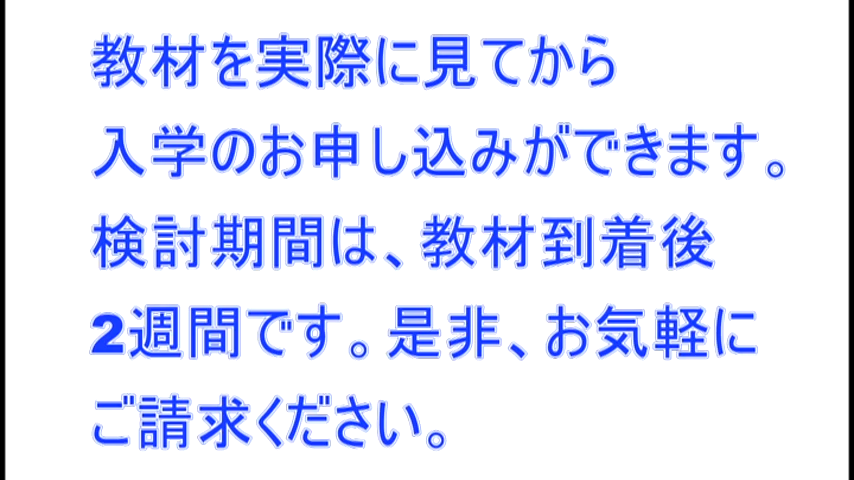 教材を実際に見てから
入学のお申し込みができます。
検討期間は、教材到着後
2週間です。是非、お気軽に
ご請求ください。